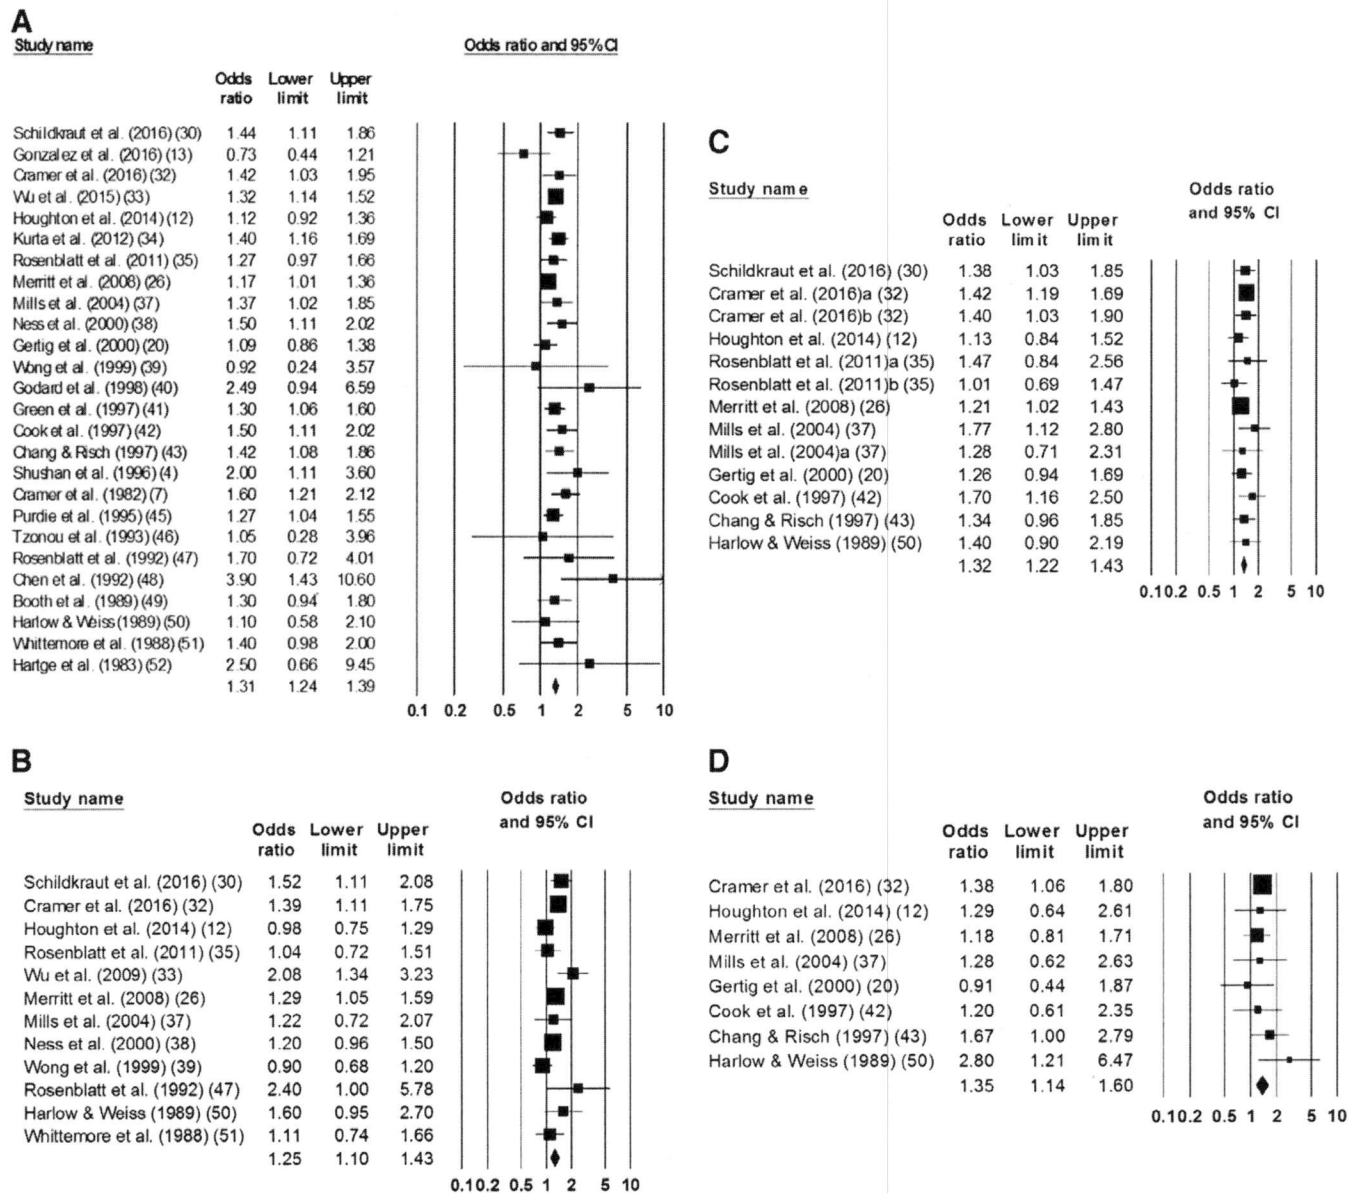 A
Study name Odds ratio and 95% CI
Odds Lower Upper
ratio limit limit
Schildkraut et al. (2016) (30) 1.44 1.11 1.86
Gonzalez et al. (2016) (13) 0.73 0.44 1.21
Cramer et al. (2016) (32) 1.42 1.03 1.95
Wu et al. (2015) (33) 1.32 1.14 1.52
Houghton et al. (2014) (12) 1.12 0.92 1.36
Kurta et al. (2012) (34) 1.40 1.16 1.69
Rosenblatt et al. (2011) (35) 1.27 0.97 1.66
Merritt et al. (2008) (26) 1.17 1.01 1.36
Mills et al. (2004) (37) 1.37 1.02 1.85
Ness et al. (2000) (38) 1.50 1.11 2.02
Gertig et al. (2000) (20) 1.09 0.86 1.38
Wong et al. (1999) (39) 0.92 0.24 3.57
Godard et al. (1998) (40) 2.49 0.94 6.59
Green et al. (1997) (41) 1.30 1.06 1.60
Cook et al. (1997) (42) 1.50 1.11 2.02
Chang & Risch (1997) (43) 1.42 1.08 1.86
Shushan et al. (1996) (4) 2.00 1.11 3.60
Cramer et al. (1982) (7) 1.60 1.21 2.12
Purdie et al. (1995) (45) 1.27 1.04 1.55
Tzonou et al. (1993) (46) 1.05 0.28 3.96
Rosenblatt et al. (1992) (47) 1.70 0.72 4.01
Chen et al. (1992) (48) 3.90 1.43 10.60
Booth et al. (1989) (49) 1.30 0.94 1.80
Harlow & Weiss (1989) (50) 1.10 0.58 2.10
Whittemore et al. (1988) (51) 1.40 0.98 2.00
Hartge et al. (1983) (52) 2.50 0.66 9.45
1.31 1.24 1.39
0.1 0.2 0.5 1 2 5 10
B
Study name Odds ratio
and 95% CI
Odds Lower Upper
ratio limit limit
Schildkraut et al. (2016) (30) 1.52 1.11 2.08
Cramer et al. (2016) (32) 1.39 1.11 1.75
Houghton et al. (2014) (12) 0.98 0.75 1.29
Rosenblatt et al. (2011) (35) 1.04 0.72 1.51
Wu et al. (2009) (33) 2.08 1.34 3.23
Merritt et al. (2008) (26) 1.29 1.05 1.59
Mills et al. (2004) (37) 1.22 0.72 2.07
Ness et al. (2000) (38) 1.20 0.96 1.50
Wong et al. (1999) (39) 0.90 0.68 1.20
Rosenblatt et al. (1992) (47) 2.40 1.00 5.78
Harlow & Weiss (1989) (50) 1.60 0.95 2.70
Whittemore et al. (1988) (51) 1.11 0.74 1.66
1.25 1.10 1.43
0.1 0.2 0.5 1 2 5 10
C
Study name Odds ratio
and 95% CI
Odds Lower Upper
ratio limit limit
Schildkraut et al. (2016) (30) 1.38 1.03 1.85
Cramer et al. (2016)a (32) 1.42 1.19 1.69
Cramer et al. (2016)b (32) 1.40 1.03 1.90
Houghton et al. (2014) (12) 1.13 0.84 1.52
Rosenblatt et al. (2011)a (35) 1.47 0.84 2.56
Rosenblatt et al. (2011)b (35) 1.01 0.69 1.47
Merritt et al. (2008) (26) 1.21 1.02 1.43
Mills et al. (2004) (37) 1.77 1.12 2.80
Mills et al. (2004)a (37) 1.28 0.71 2.31
Gertig et al. (2000) (20) 1.26 0.94 1.69
Cook et al. (1997) (42) 1.70 1.16 2.50
Chang & Risch (1997) (43) 1.34 0.96 1.85
Harlow & Weiss (1989) (50) 1.40 0.90 2.19
1.32 1.22 1.43
0.1 0.2 0.5 1 2 5 10
D
Study name Odds ratio
and 95% CI
Odds Lower Upper
ratio limit limit
Cramer et al. (2016) (32) 1.38 1.06 1.80
Houghton et al. (2014) (12) 1.29 0.64 2.61
Merritt et al. (2008) (26) 1.18 0.81 1.71
Mills et al. (2004) (37) 1.28 0.62 2.63
Gertig et al. (2000) (20) 0.91 0.44 1.87
Cook et al. (1997) (42) 1.20 0.61 2.35
Chang & Risch (1997) (43) 1.67 1.00 2.79
Harlow & Weiss (1989) (50) 2.80 1.21 6.47
1.35 1.14 1.60
0.1 0.2 0.5 1 2 5 10